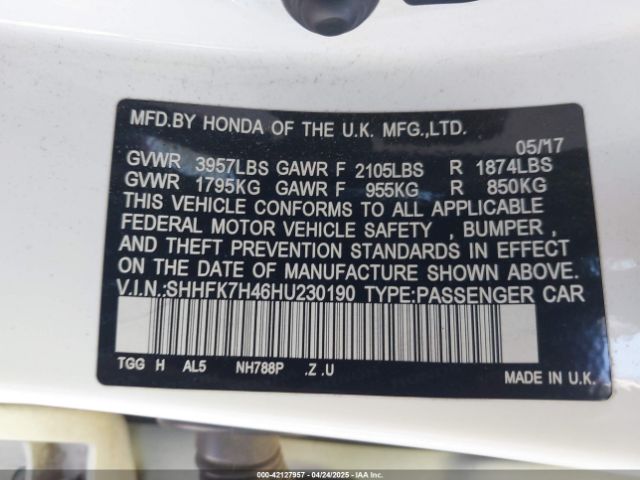 MFD.BY HONDA OF THE U.K. MFG.,LTD.
05/17
GVWR 3957LBS GAWR F 2105LBS R 1874LBS
GVWR 1795KG GAWR F 955KG R 850KG
THIS VEHICLE CONFORMS TO ALL APPLICABLE
FEDERAL MOTOR VEHICLE SAFETY , BUMPER ,
AND THEFT PREVENTION STANDARDS IN EFFECT
ON THE DATE OF MANUFACTURE SHOWN ABOVE.
V.I.N.:SHHFK7H46HU230190 TYPE:PASSENGER CAR
TGG H AL5 NH788P .Z .U
MADE IN U.K.
000-42127957 - 04/24/2025 - IAA Inc.